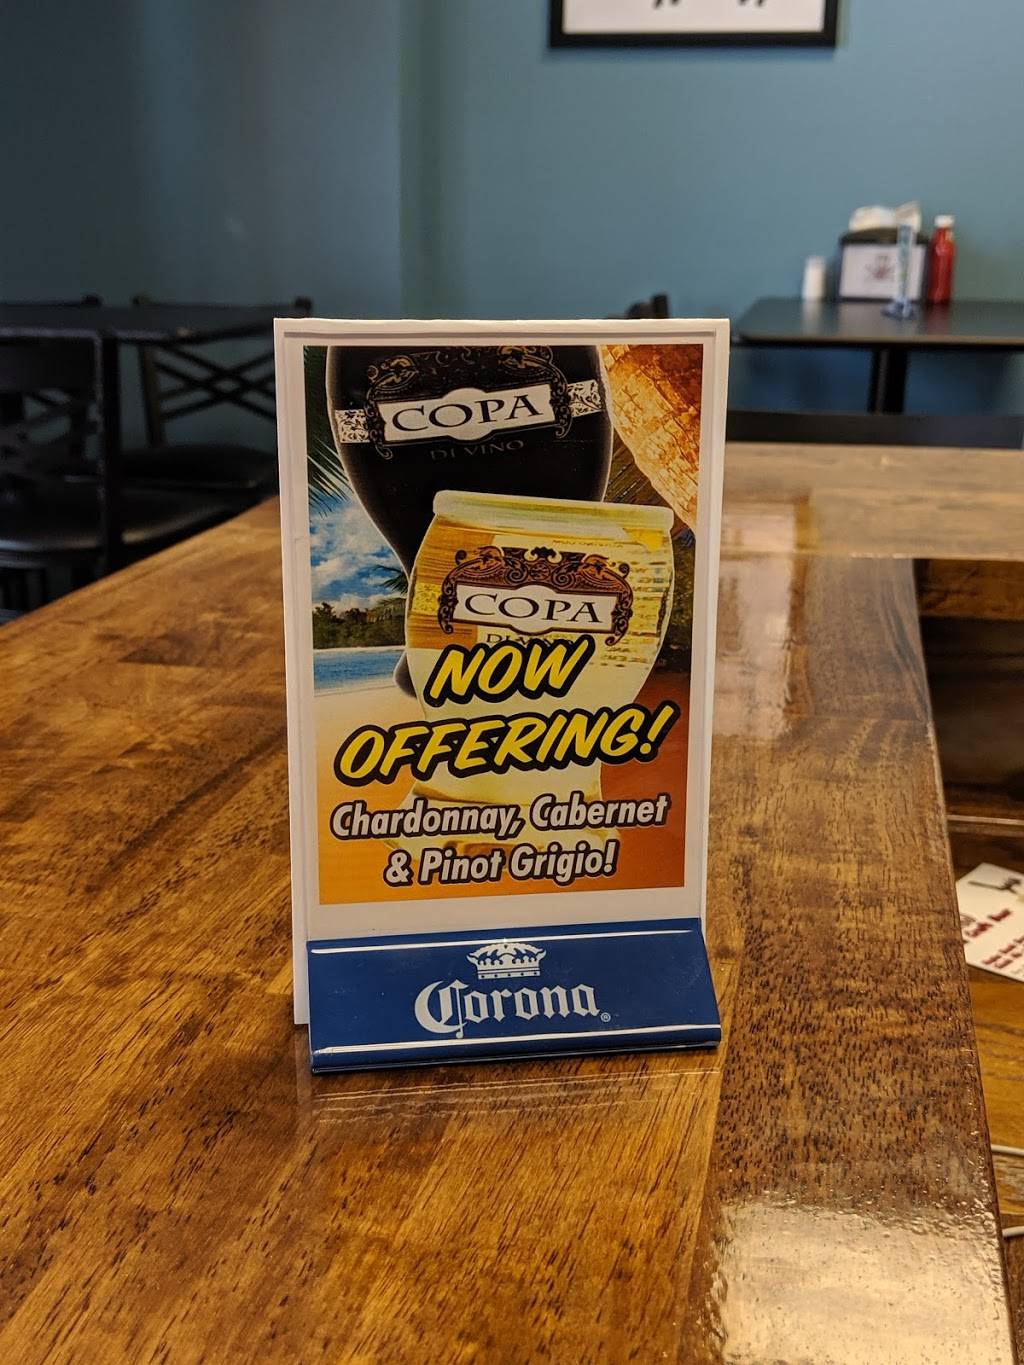 COPA
DI VINO
COPA
NOW
OFFERING!
Chardonnay, Cabernet
& Pinot Grigio!
Corona®